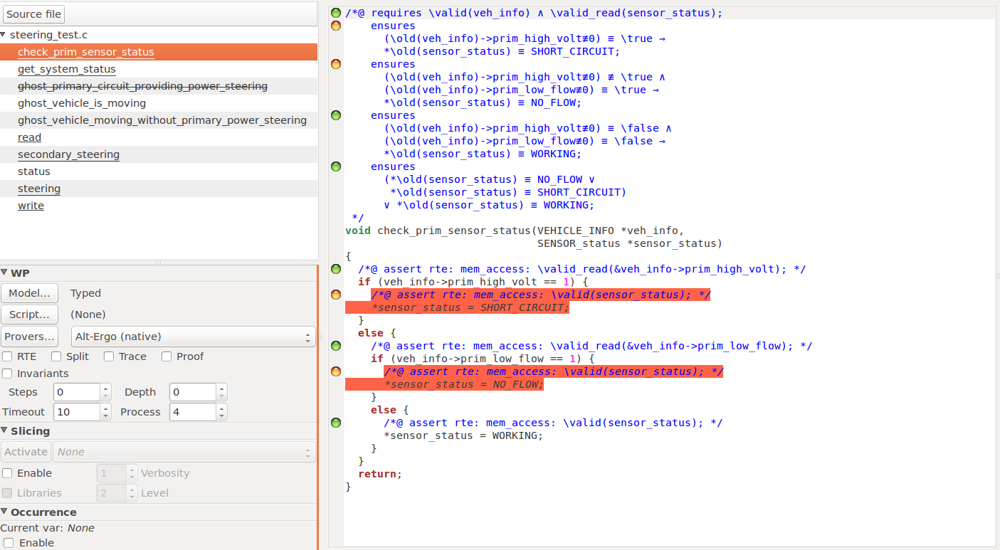 Source file
steering_test.c
check_prim_sensor_status
get_system_status
ghost_primary_circuit_providing_power_steering
ghost_vehicle_is_moving
ghost_vehicle_moving_without_primary_power_steering
read
secondary_steering
status
steering
write
WP
Model... Typed
Script... (None)
Provers... Alt-Ergo (native)
RTE Split Trace Proof
Invariants
Steps 0 Depth 0
Timeout 10 Process 4
Slicing
Activate None
Enable 1 Verbosity
Libraries 2 Level
Occurrence
Current var: None
Enable
/*@ requires \valid(veh_info) ∧ \valid_read(sensor_status);
ensures
(\old(veh_info)->prim_high_volt≢0) ≡ \true ⇒
*\old(sensor_status) ≡ SHORT_CIRCUIT;
ensures
(\old(veh_info)->prim_high_volt≢0) ≢ \true ∧
(\old(veh_info)->prim_low_flow≢0) ≡ \true ⇒
*\old(sensor_status) ≡ NO_FLOW;
ensures
(\old(veh_info)->prim_high_volt≢0) ≡ \false ∧
(\old(veh_info)->prim_low_flow≢0) ≡ \false ⇒
*\old(sensor_status) ≡ WORKING;
ensures
(*\old(sensor_status) ≡ NO_FLOW ∨
*\old(sensor_status) ≡ SHORT_CIRCUIT)
∨ *\old(sensor_status) ≡ WORKING;
*/
void check_prim_sensor_status(VEHICLE_INFO *veh_info,
SENSOR_status *sensor_status)
{
/*@ assert rte: mem_access: \valid_read(&veh_info->prim_high_volt); */
if (veh_info->prim_high_volt == 1) {
/*@ assert rte: mem_access: \valid(sensor_status); */
*sensor_status = SHORT_CIRCUIT;
}
else {
/*@ assert rte: mem_access: \valid_read(&veh_info->prim_low_flow); */
if (veh_info->prim_low_flow == 1) {
/*@ assert rte: mem_access: \valid(sensor_status); */
*sensor_status = NO_FLOW;
}
else {
/*@ assert rte: mem_access: \valid(sensor_status); */
*sensor_status = WORKING;
}
}
return;
}